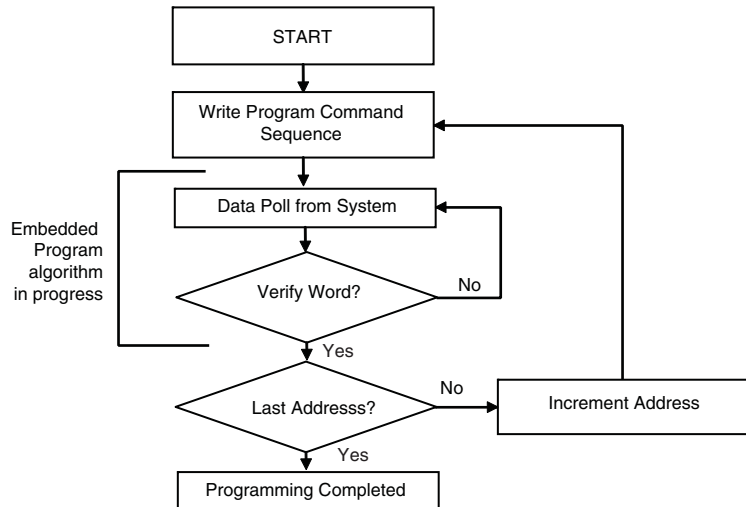 START
Write Program Command
Sequence
Data Poll from System
Embedded
Program
algorithm
in progress
Verify Word?
No
Yes
Last Addresss?
No
Increment Address
Yes
Programming Completed